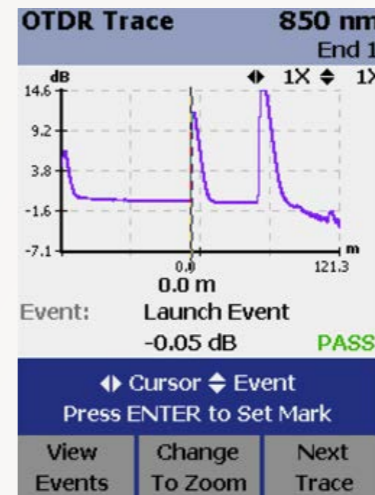 OTDR Trace 850 nm
End 1
dB 1X 1X
14.6
9.2
3.8
-1.6
-7.1
m
0.0 121.3
0.0 m
Event: Launch Event
-0.05 dB PASS
Cursor Event
Press ENTER to Set Mark
View Change Next
Events To Zoom Trace